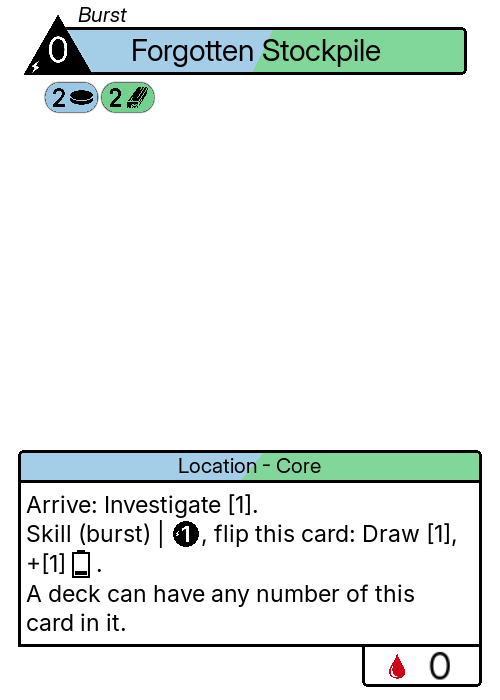 Burst
0
Forgotten Stockpile
2 2
Location - Core
Arrive: Investigate [1].
Skill (burst) | 1, flip this card: Draw [1],
+[1] .
A deck can have any number of this
card in it.
0